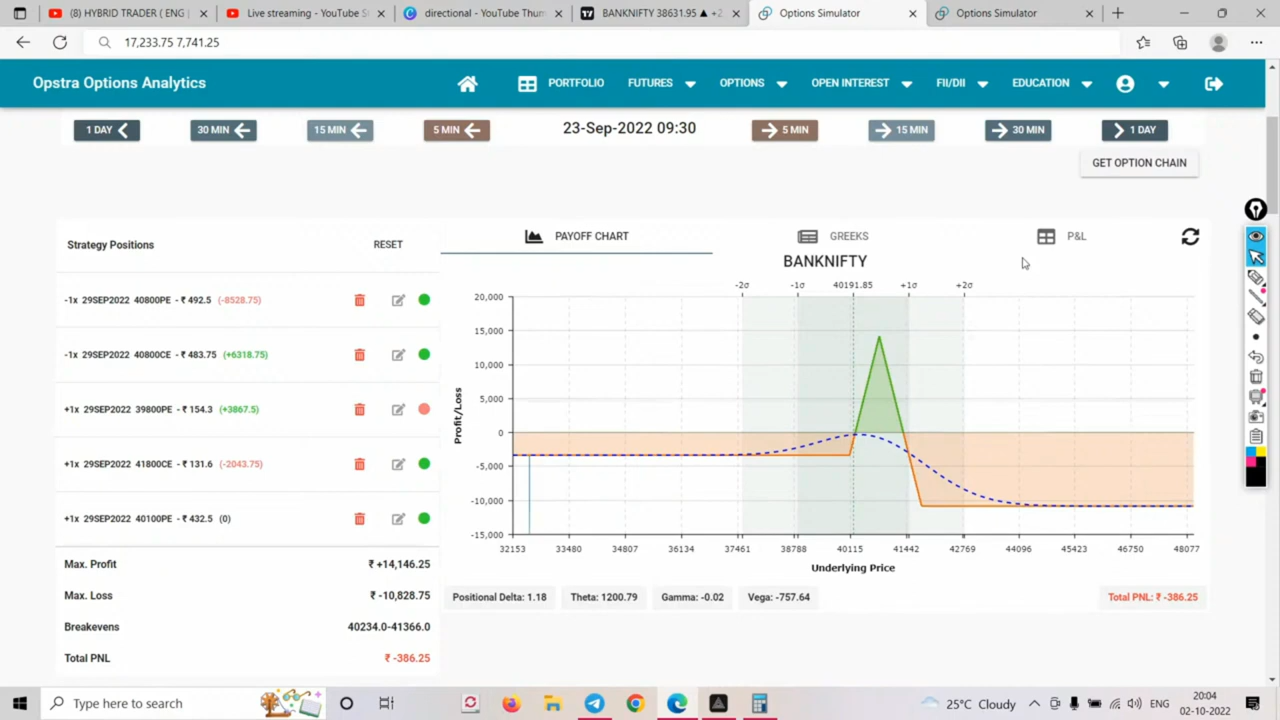 (8) HYBRID TRADER ( ENG |
Live streaming - YouTube S
directional - YouTube Thum
BANKNIFTY 38631.95 ▲ +2
Options Simulator
Options Simulator
17,233.75 7,741.25
Opstra Options Analytics
PORTFOLIO
FUTURES
OPTIONS
OPEN INTEREST
FII/DII
EDUCATION
1 DAY
30 MIN
15 MIN
5 MIN
23-Sep-2022 09:30
5 MIN
15 MIN
30 MIN
1 DAY
GET OPTION CHAIN
Strategy Positions
RESET
PAYOFF CHART
GREEKS
P&L
BANKNIFTY
-2σ
-1σ
40191.85
+1σ
+2σ
-1x 29SEP2022 40800PE - ₹ 492.5 (-8528.75)
-1x 29SEP2022 40800CE - ₹ 483.75 (+6318.75)
+1x 29SEP2022 39800PE - ₹ 154.3 (+3867.5)
+1x 29SEP2022 41800CE - ₹ 131.6 (-2043.75)
+1x 29SEP2022 40100PE - ₹ 432.5 (0)
Max. Profit ₹ +14,146.25
Max. Loss ₹ -10,828.75
Breakevens 40234.0-41366.0
Total PNL ₹ -386.25
Profit/Loss
20,000
15,000
10,000
5,000
0
-5,000
-10,000
-15,000
32153 33480 34807 36134 37461 38788 40115 41442 42769 44096 45423 46750 48077
Underlying Price
Positional Delta: 1.18
Theta: 1200.79
Gamma: -0.02
Vega: -757.64
Total PNL: ₹ -386.25
Type here to search
25°C Cloudy
ENG
20:04
02-10-2022